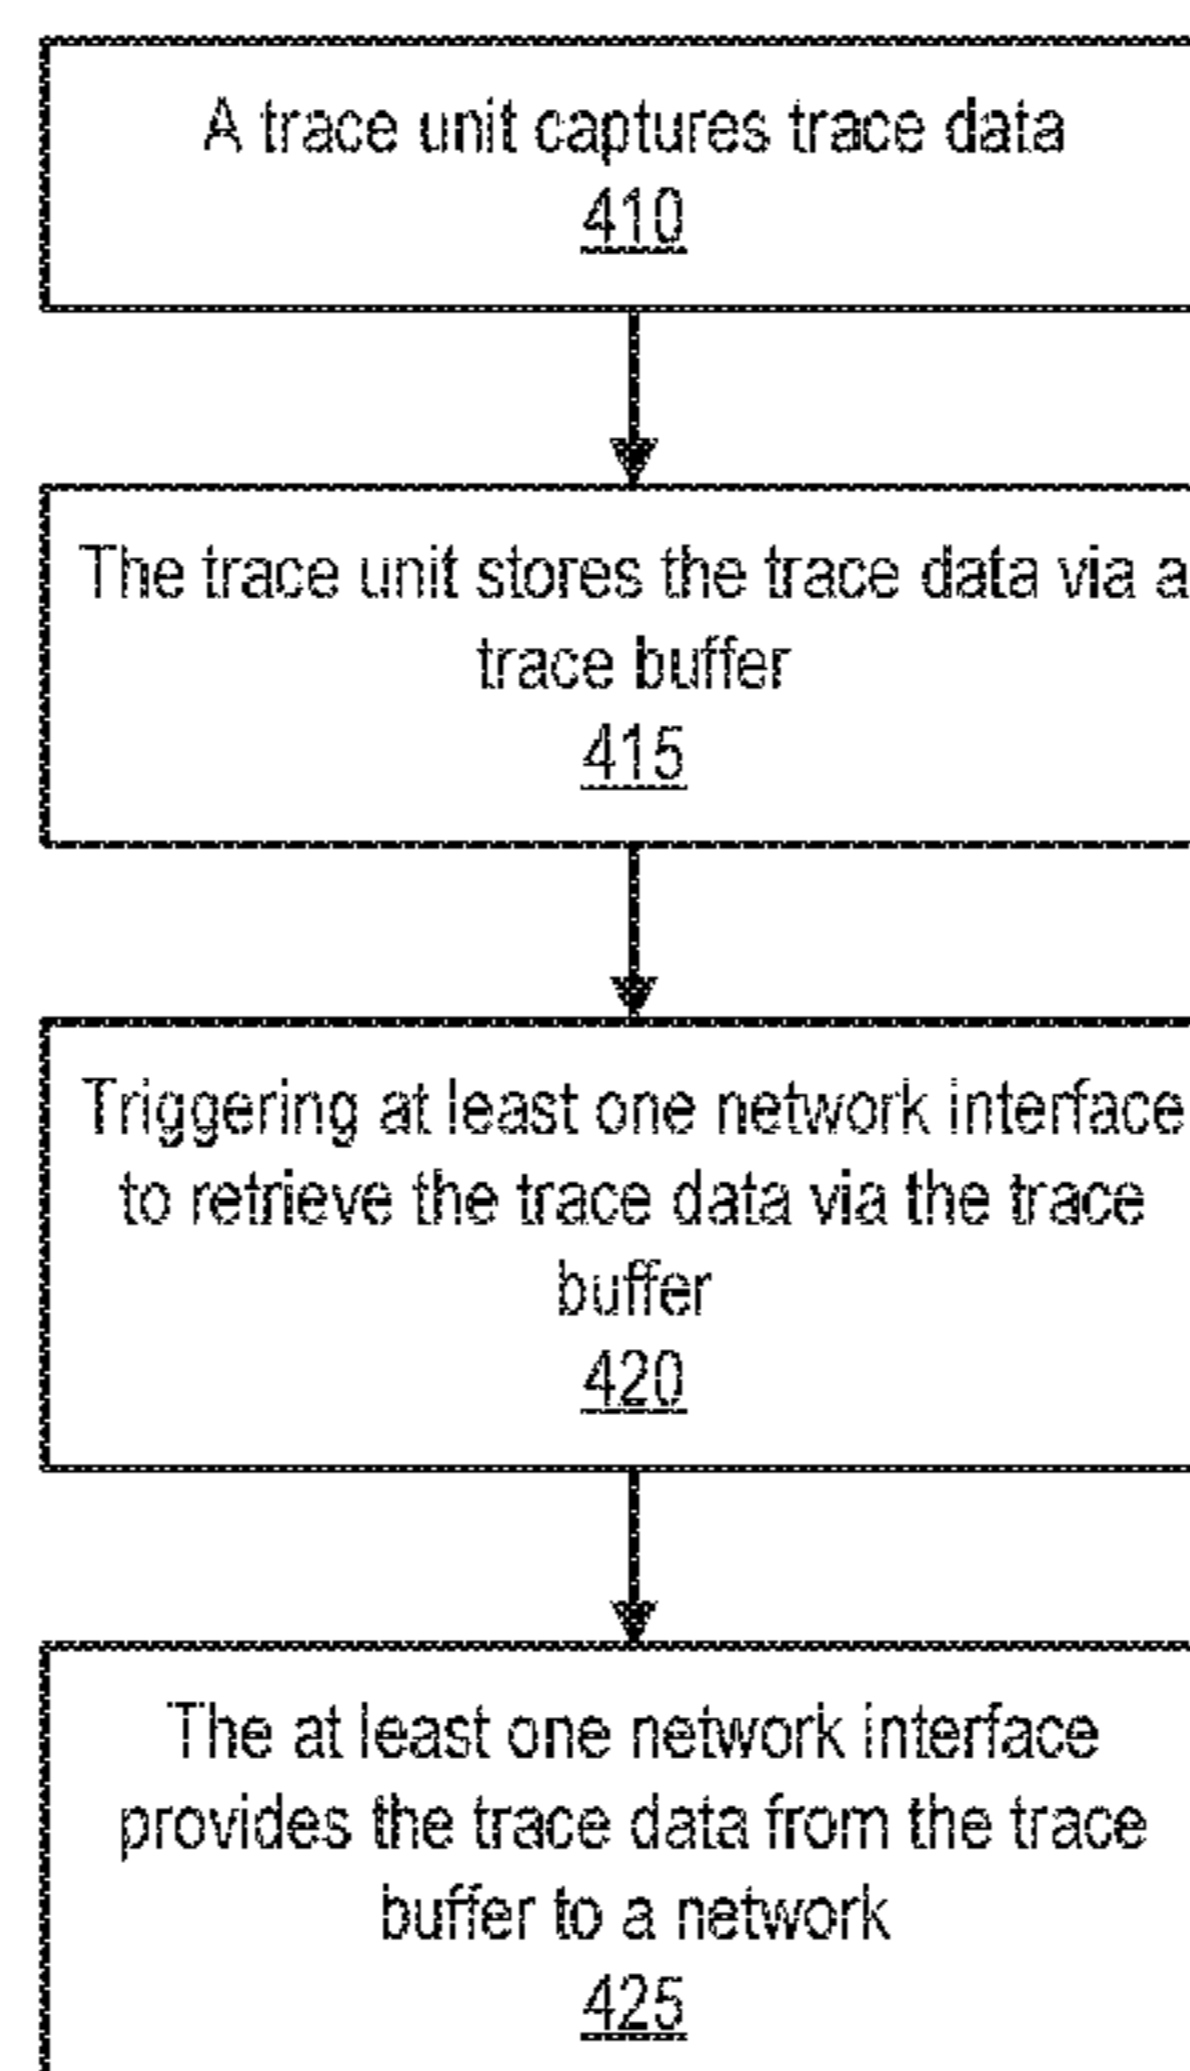 A trace unit captures trace data
410
The trace unit stores the trace data via a
trace buffer
415
Triggering at least one network interface
to retrieve the trace data via the trace
buffer
420
The at least one network interface
provides the trace data from the trace
buffer to a network
425